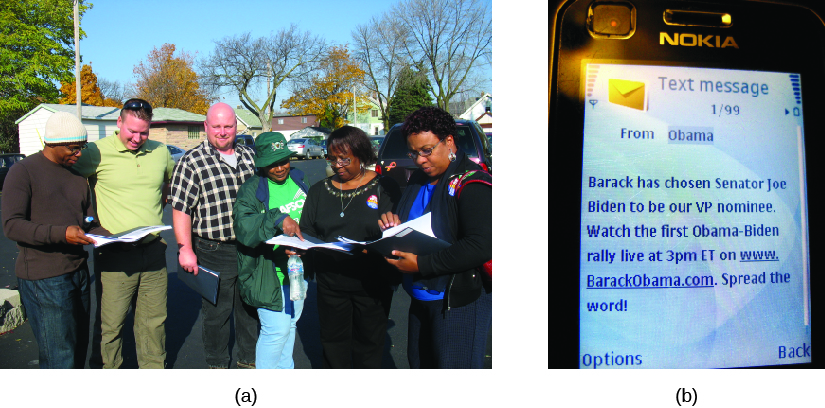 NOKIA
Text message
1/99
From Obama
Barack has chosen Senator Joe
Biden to be our VP nominee.
Watch the first Obama-Biden
rally live at 3pm ET on www.
BarackObama.com. Spread the
word!
Options Back
(a) (b)